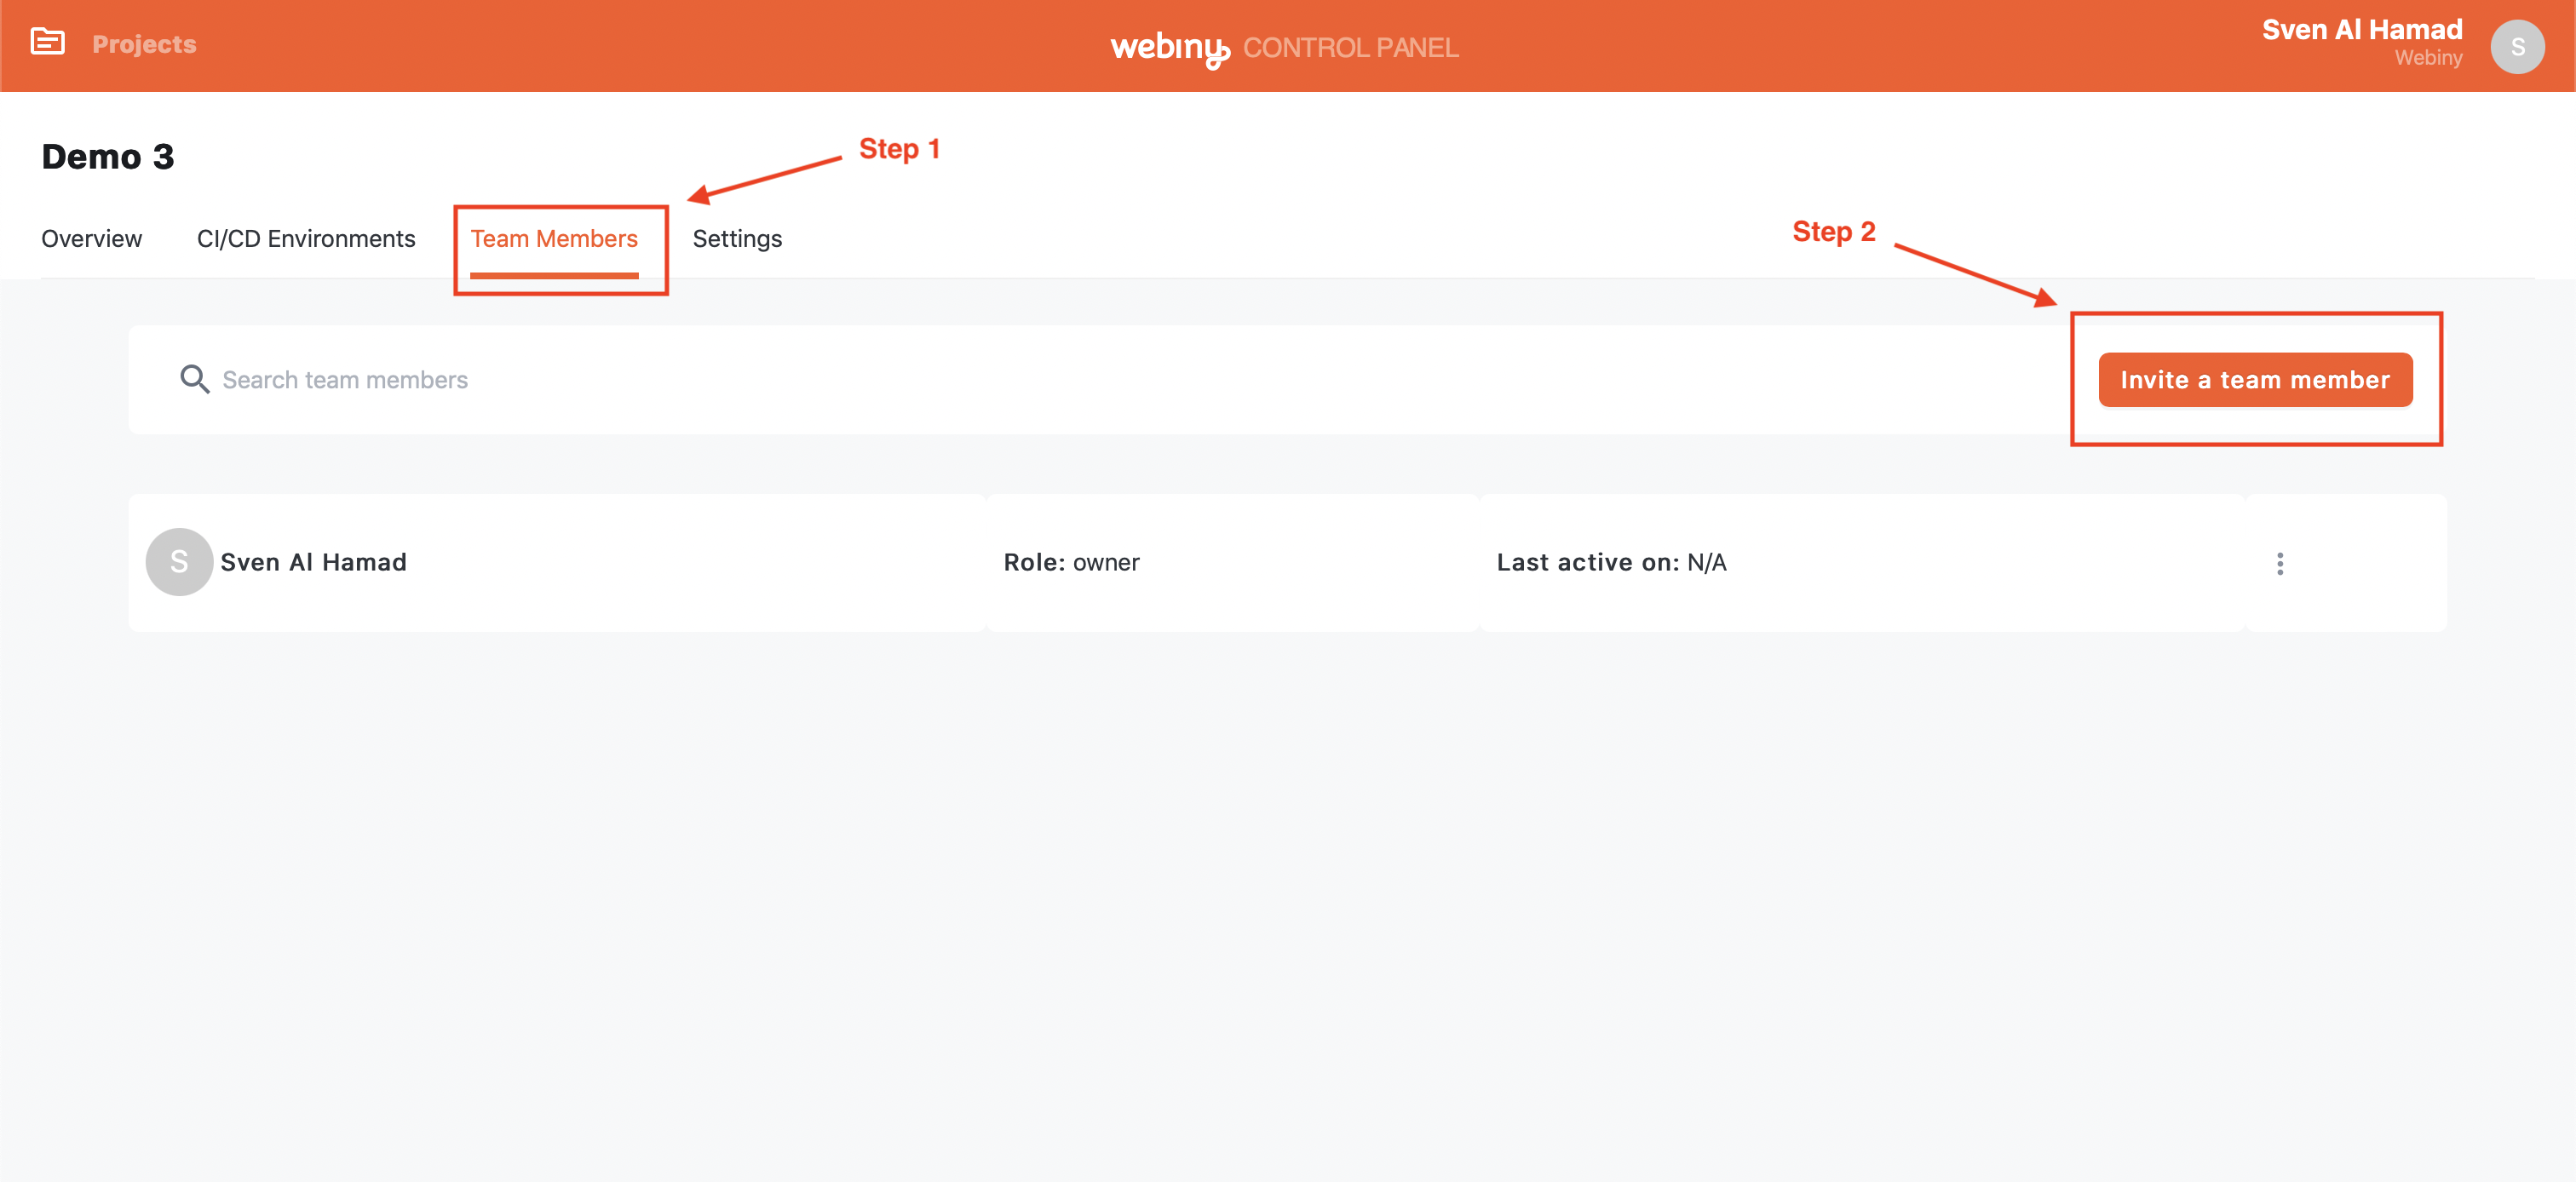 Projects
webiny CONTROL PANEL
Sven Al Hamad
Webiny
S
Demo 3
Step 1
Overview
CI/CD Environments
Team Members
Settings
Step 2
Search team members
Invite a team member
S
Sven Al Hamad
Role: owner
Last active on: N/A